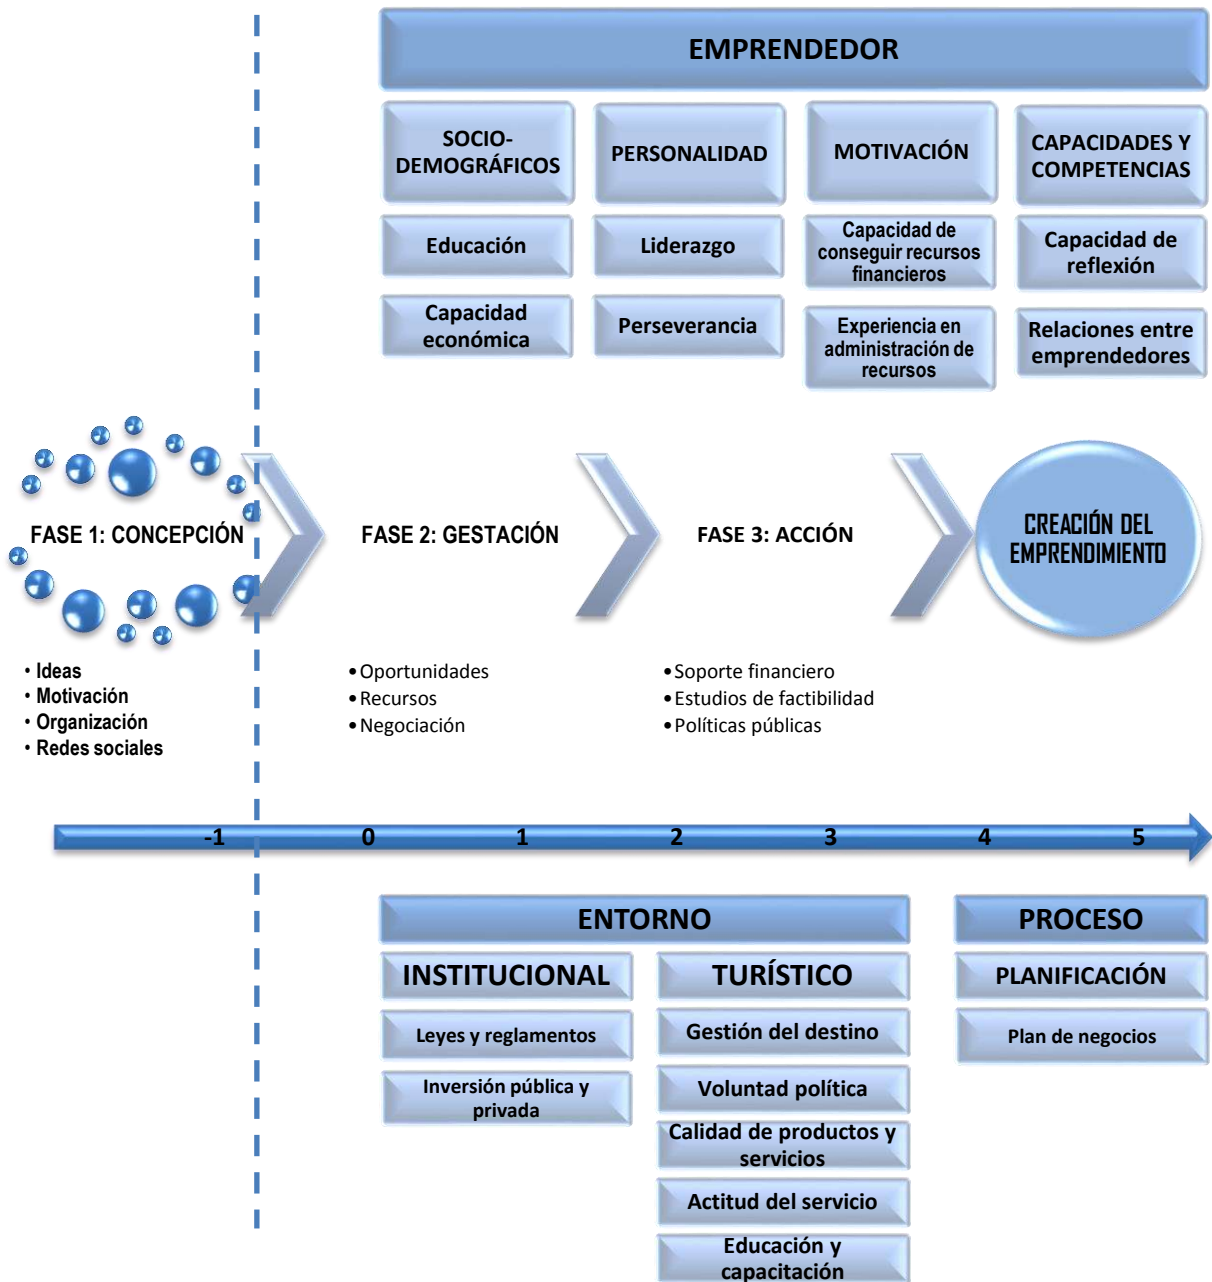 EMPRENDEDOR
SOCIO-
DEMOGRÁFICOS
PERSONALIDAD
MOTIVACIÓN
CAPACIDADES Y
COMPETENCIAS
Educación
Liderazgo
Capacidad de
conseguir recursos
financieros
Capacidad de
reflexión
Capacidad
económica
Perseverancia
Experiencia en
administración de
recursos
Relaciones entre
emprendedores
FASE 1: CONCEPCIÓN
FASE 2: GESTACIÓN
FASE 3: ACCIÓN
CREACIÓN DEL
EMPRENDIMIENTO
• Ideas
• Motivación
• Organización
• Redes sociales
• Oportunidades
• Recursos
• Negociación
• Soporte financiero
• Estudios de factibilidad
• Políticas públicas
-1 0 1 2 3 4 5
ENTORNO
PROCESO
INSTITUCIONAL
TURÍSTICO
PLANIFICACIÓN
Leyes y reglamentos
Gestión del destino
Plan de negocios
Inversión pública y
privada
Voluntad política
Calidad de productos y
servicios
Actitud del servicio
Educación y
capacitación